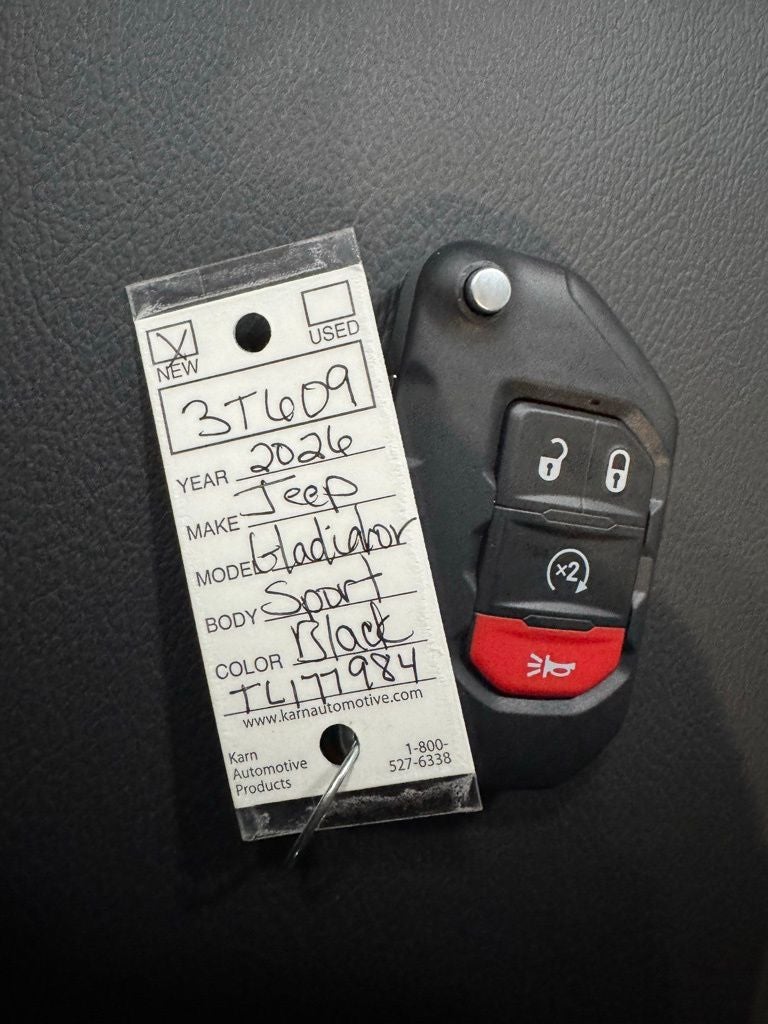 NEW
USED
3T609
YEAR 2026
MAKE Jeep
MODEL Gladiator
BODY Sport
COLOR Black
TL177984
www.karnautomotive.com
Karn
Automotive
Products
1-800-
527-6338
×2